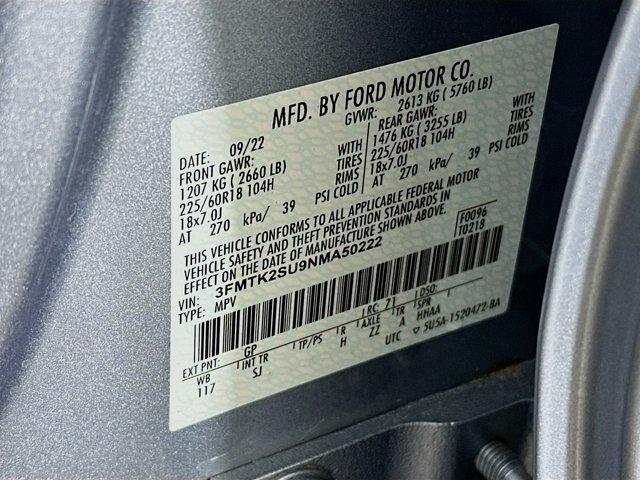 MFD. BY FORD MOTOR CO.
DATE: 09/22 GVWR: 2613 KG ( 5760 LB)
FRONT GAWR: REAR GAWR:
1207 KG ( 2660 LB) WITH 1476 KG ( 3255 LB) WITH
225/60R18 104H TIRES 225/60R18 104H TIRES
18x7.0J RIMS 18x7.0J RIMS
AT 270 kPa/ 39 PSI COLD AT 270 kPa/ 39 PSI COLD
THIS VEHICLE CONFORMS TO ALL APPLICABLE FEDERAL MOTOR
VEHICLE SAFETY AND THEFT PREVENTION STANDARDS IN
EFFECT ON THE DATE OF MANUFACTURE SHOWN ABOVE.
F0096
T0218
VIN: 3FMTK2SU9NMA50222
TYPE: MPV
EXT PNT: GP RC: 71 DSO:
WB INT TR TP/PS R AXLE TR SPR
117 SJ H ZZ A HHAA
UTC ▽ 5U5A-1520472-BA